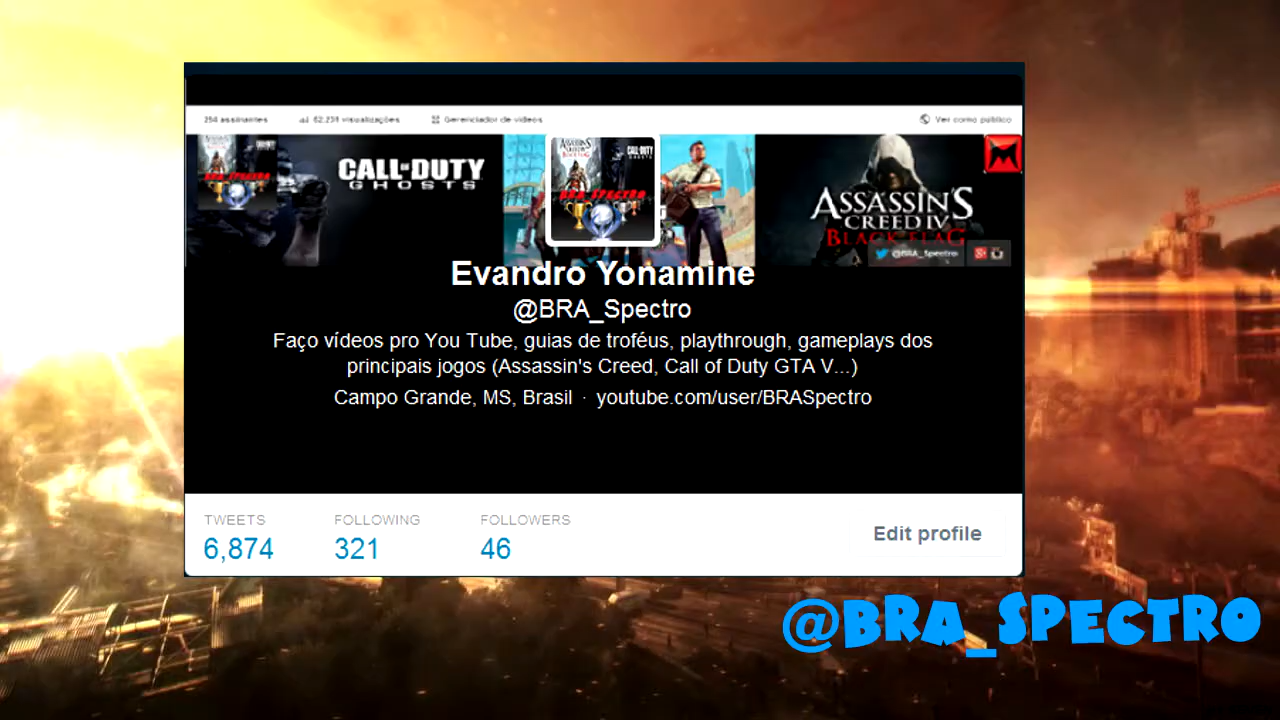 254 assinantes 62.231 visualizações Gerenciador de vídeos Ver como público
CALL OF DUTY
GHOSTS
ASSASSIN'S
CREED IV
BLACK FLAG
BRA_SPECTRO
@BRA_Spectro
Evandro Yonamine
@BRA_Spectro
Faço vídeos pro You Tube, guias de troféus, playthrough, gameplays dos
principais jogos (Assassin's Creed, Call of Duty GTA V...)
Campo Grande, MS, Brasil · youtube.com/user/BRASpectro
TWEETS FOLLOWING FOLLOWERS
6,874 321 46
Edit profile
@BRA_SPECTRO